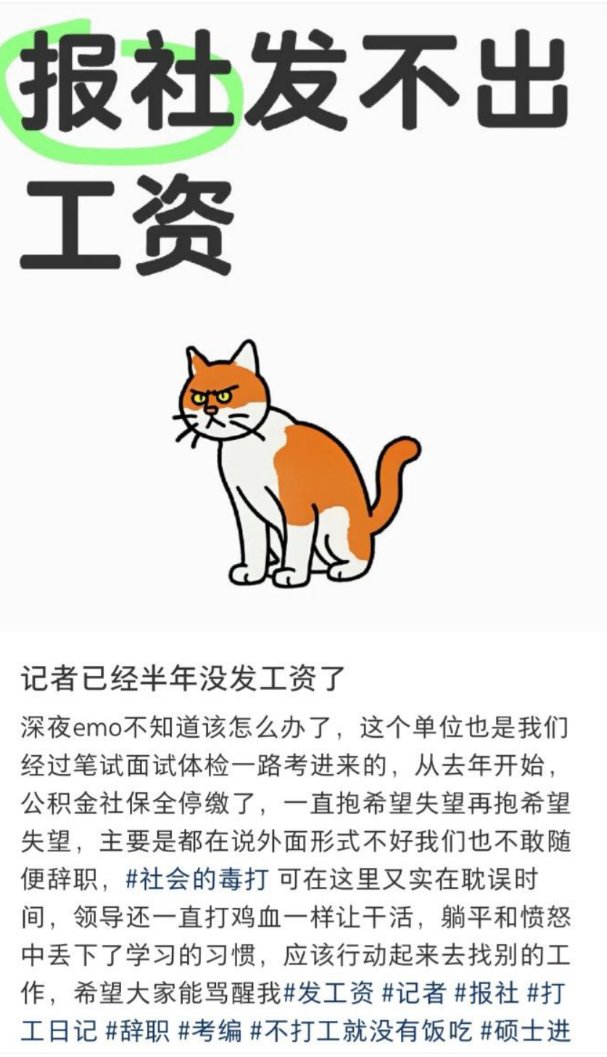 报社发不出
工资
记者已经半年没发工资了
深夜emo不知道该怎么办了，这个单位也是我们
经过笔试面试体检一路考进来的，从去年开始，
公积金社保全停缴了，一直抱希望失望再抱希望
失望，主要是都在说外面形式不好我们也不敢随
便辞职，#社会的毒打 可在这里又实在耽误时
间，领导还一直打鸡血一样让干活，躺平和愤怒
中丢下了学习的习惯，应该行动起来去找别的工
作，希望大家能骂醒我#发工资 #记者 #报社 #打
工日记 #辞职 #考编 #不打工就没有饭吃 #硕士进